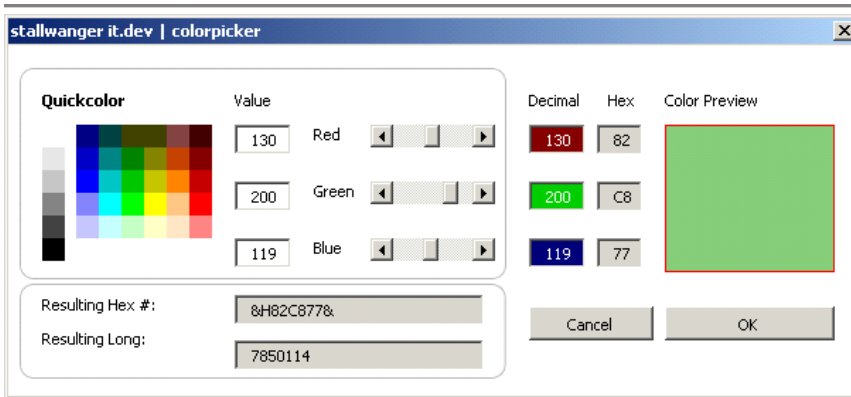 stallwanger it.dev | colorpicker
Quickcolor Value Decimal Hex Color Preview
130 Red 130 82
200 Green 200 C8
119 Blue 119 77
Resulting Hex #: &H82C877&
Cancel OK
Resulting Long: 7850114